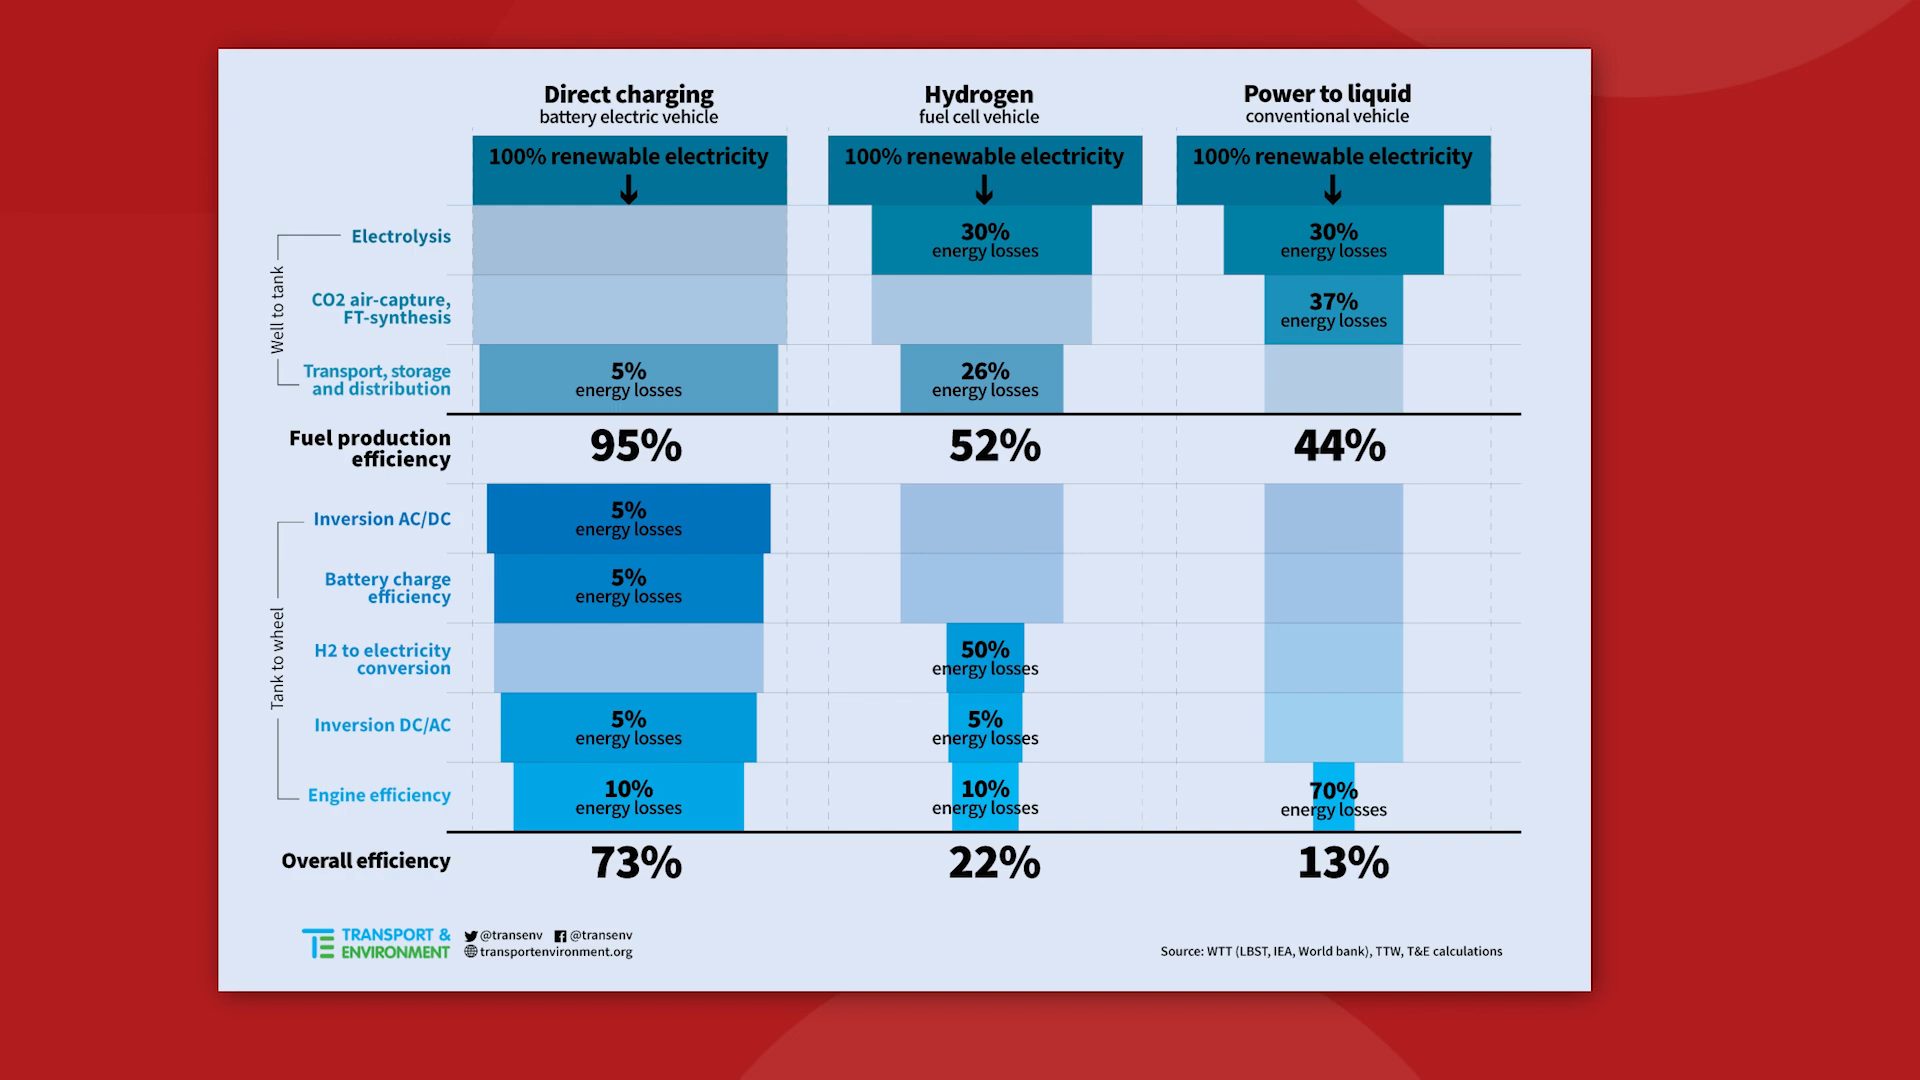 Direct charging
battery electric vehicle
Hydrogen
fuel cell vehicle
Power to liquid
conventional vehicle
100% renewable electricity
100% renewable electricity
100% renewable electricity
Well to tank
Electrolysis
30%
energy losses
30%
energy losses
CO2 air-capture,
FT-synthesis
37%
energy losses
Transport, storage
and distribution
5%
energy losses
26%
energy losses
Fuel production
efficiency
95%
52%
44%
Tank to wheel
Inversion AC/DC
5%
energy losses
Battery charge
efficiency
5%
energy losses
H2 to electricity
conversion
50%
energy losses
Inversion DC/AC
5%
energy losses
5%
energy losses
Engine efficiency
10%
energy losses
10%
energy losses
70%
energy losses
Overall efficiency
73%
22%
13%
TE TRANSPORT &
ENVIRONMENT
@transenv @transenv
transportenvironment.org
Source: WTT (LBST, IEA, World bank), TTW, T&E calculations